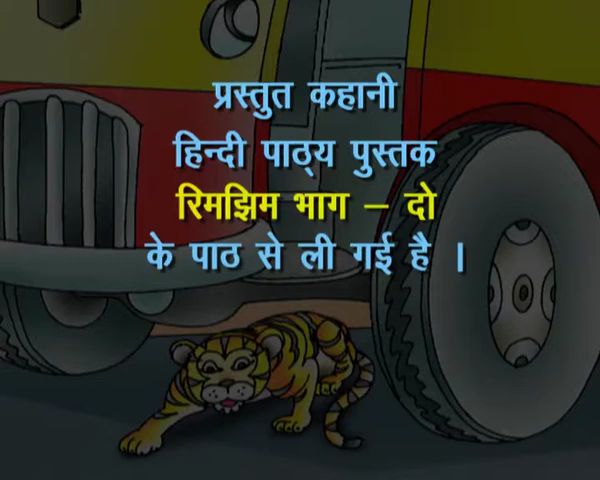 प्रस्तुत कहानी
हिन्दी पाठ्य पुस्तक
रिमझिम भाग – दो
के पाठ से ली गई है ।